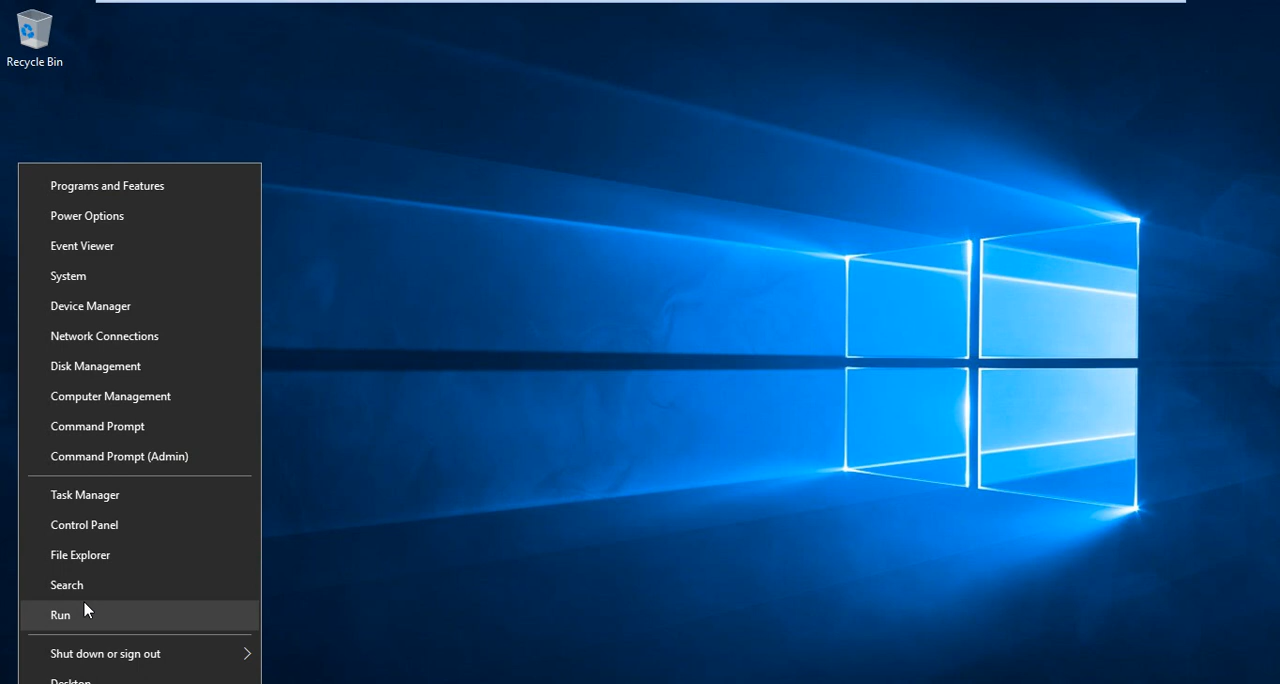 Recycle Bin
Programs and Features
Power Options
Event Viewer
System
Device Manager
Network Connections
Disk Management
Computer Management
Command Prompt
Command Prompt (Admin)
Task Manager
Control Panel
File Explorer
Search
Run
Shut down or sign out
Desktop